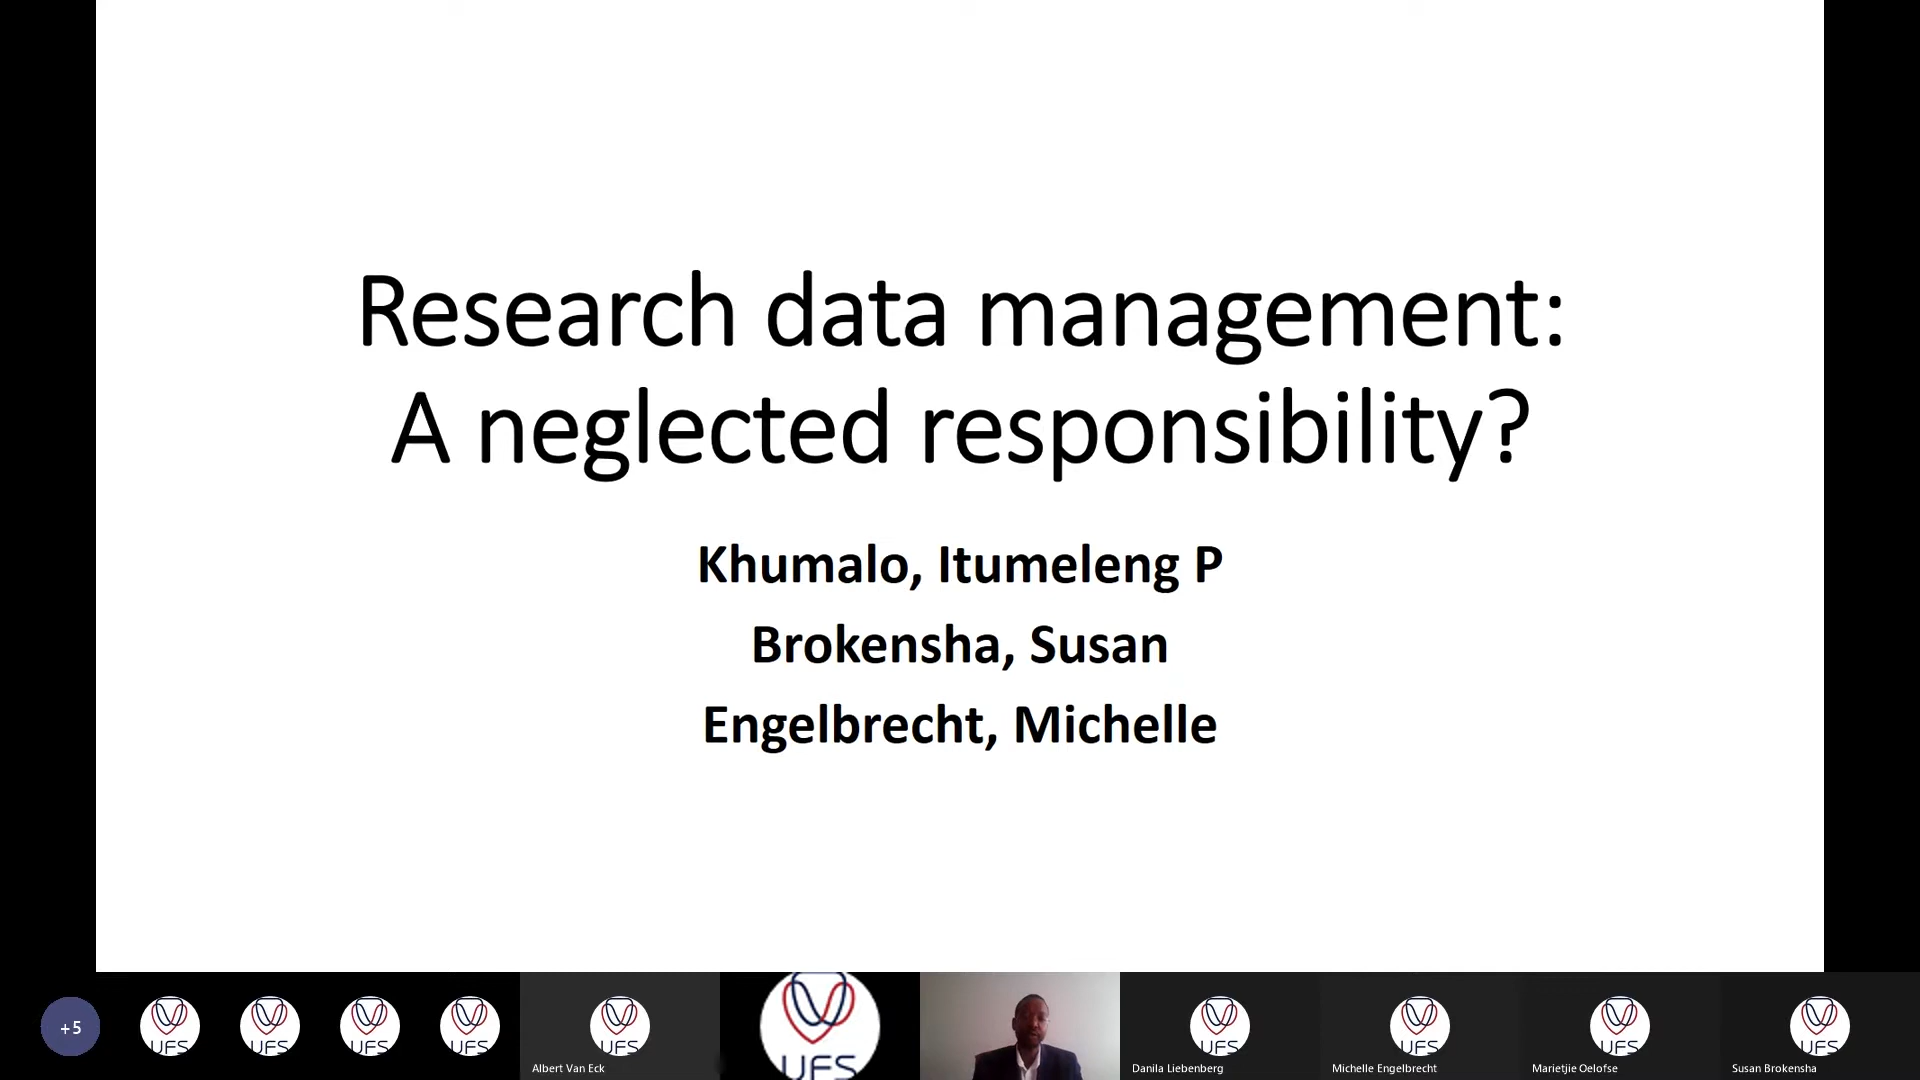 Research data management:
A neglected responsibility?
Khumalo, Itumeleng P
Brokensha, Susan
Engelbrecht, Michelle
+5
UFS
UFS
UFS
UFS
UFS
Albert Van Eck
UFS
UFS
Danila Liebenberg
UFS
Michelle Engelbrecht
UFS
Marietjie Oelofse
UFS
Susan Brokensha